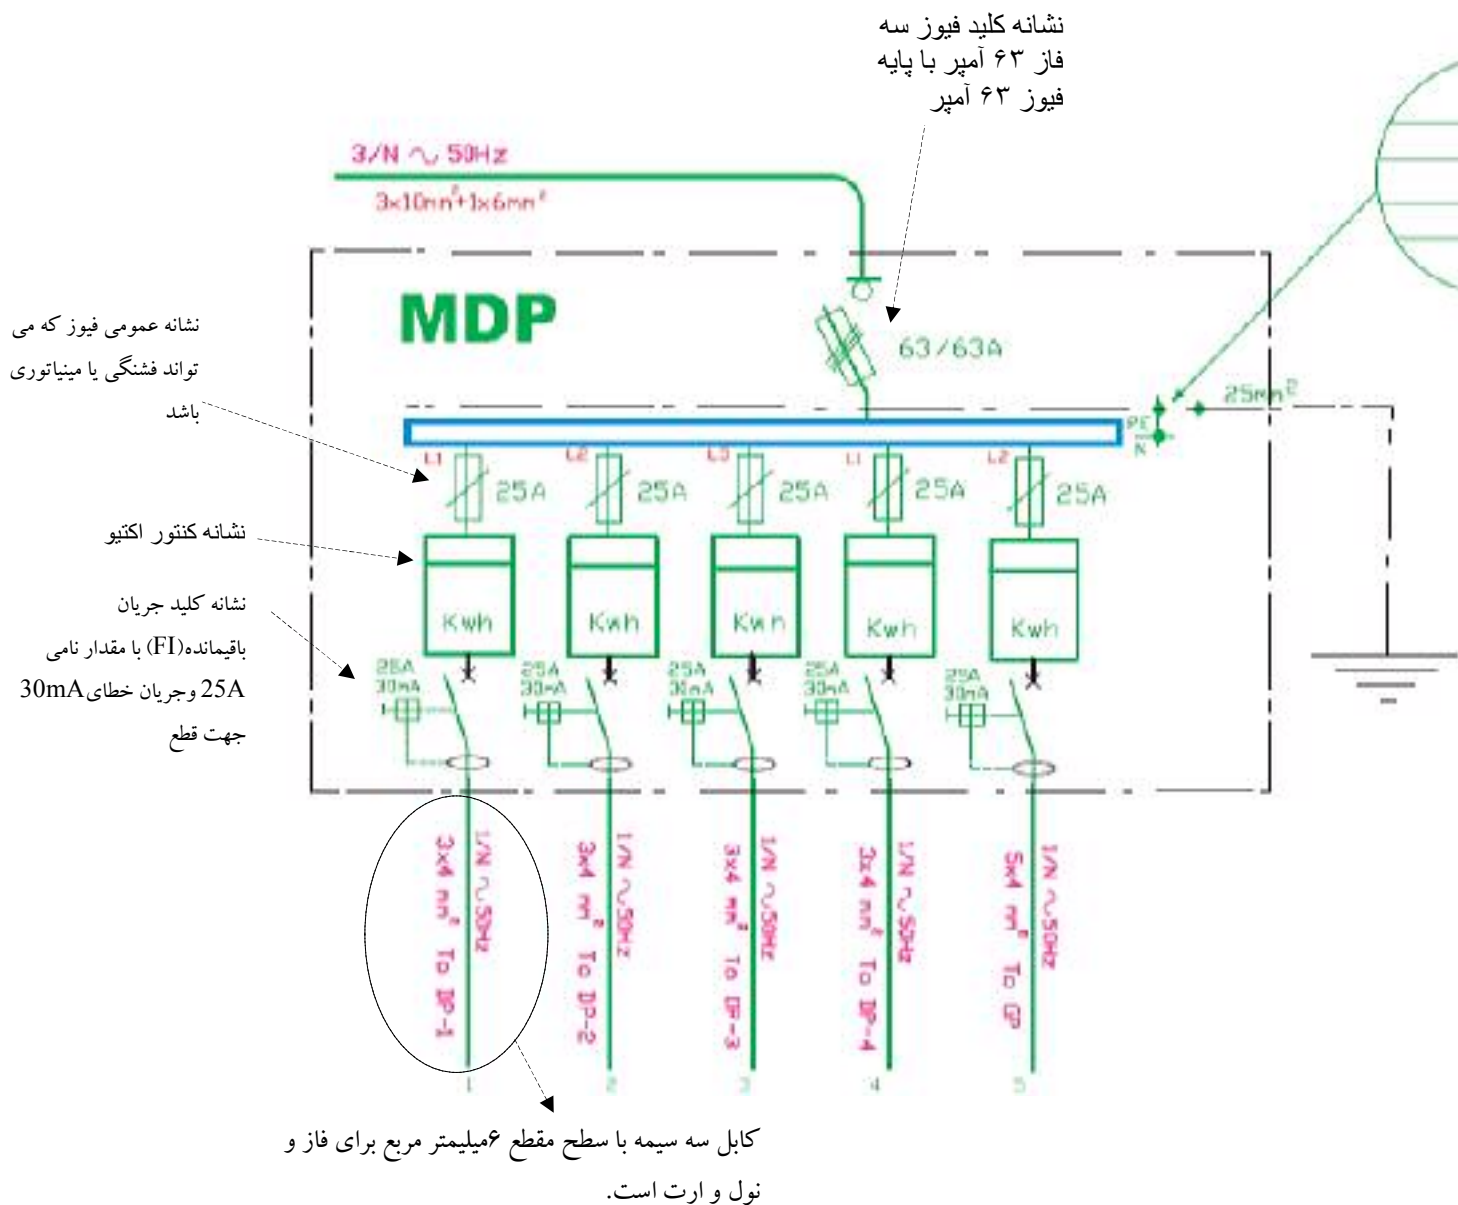 نشانه کلید فیوز سه
فاز ۶۳ آمپر با پایه
فیوز ۶۳ آمپر
3/N ~ 50Hz
3x10mm²+1x6mm²
MDP
63/63A
نشانه عمومی فیوز که می
تواند فشنگی یا مینیاتوری
باشد
25mm²
PE
N
L1
L2
L3
L1
L2
25A
25A
25A
25A
25A
نشانه کنتور اکتیو
Kwh
Kwh
Kwh
Kwh
Kwh
نشانه کلید جریان
باقیمانده(FI) با مقدار نامی
25A وجریان خطای30mA
جهت قطع
25A
30mA
25A
30mA
25A
30mA
25A
30mA
25A
30mA
1/N ~ 50Hz
3x4 mm² To DP-1
1/N ~ 50Hz
3x4 mm² To DP-2
1/N ~ 50Hz
3x4 mm² To DP-3
1/N ~ 50Hz
3x4 mm² To DP-4
1/N ~ 50Hz
5x4 mm² To GP
1
2
3
4
5
کابل سه سیمه با سطح مقطع ۶میلیمتر مربع برای فاز و
نول و ارت است.